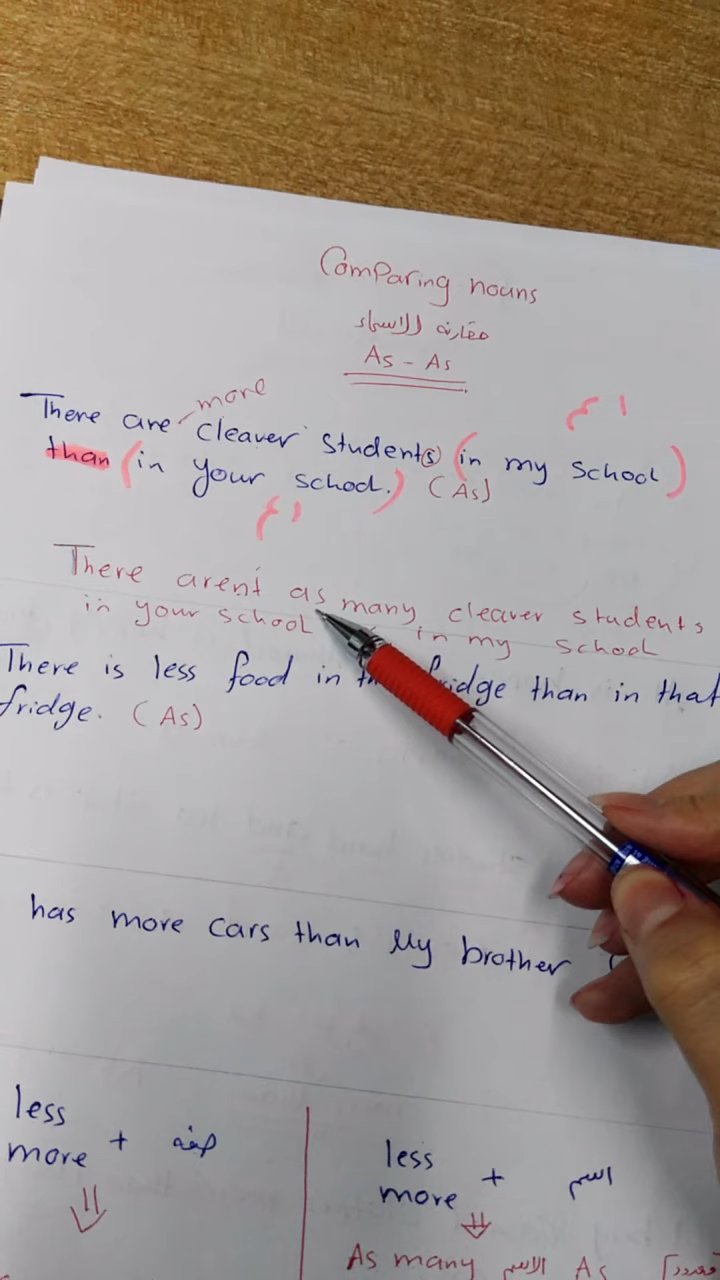 Comparing nouns
مقارنة الاسماء
As - As
more
There are cleaver students (in my school)
than (in your school.) (As)
There aren't as many cleaver students
in your school in my school
There is less food in fridge than in that
fridge. (As)
has more cars than My brother
less
more + صفة
less
more + اسم
As many الاسم As